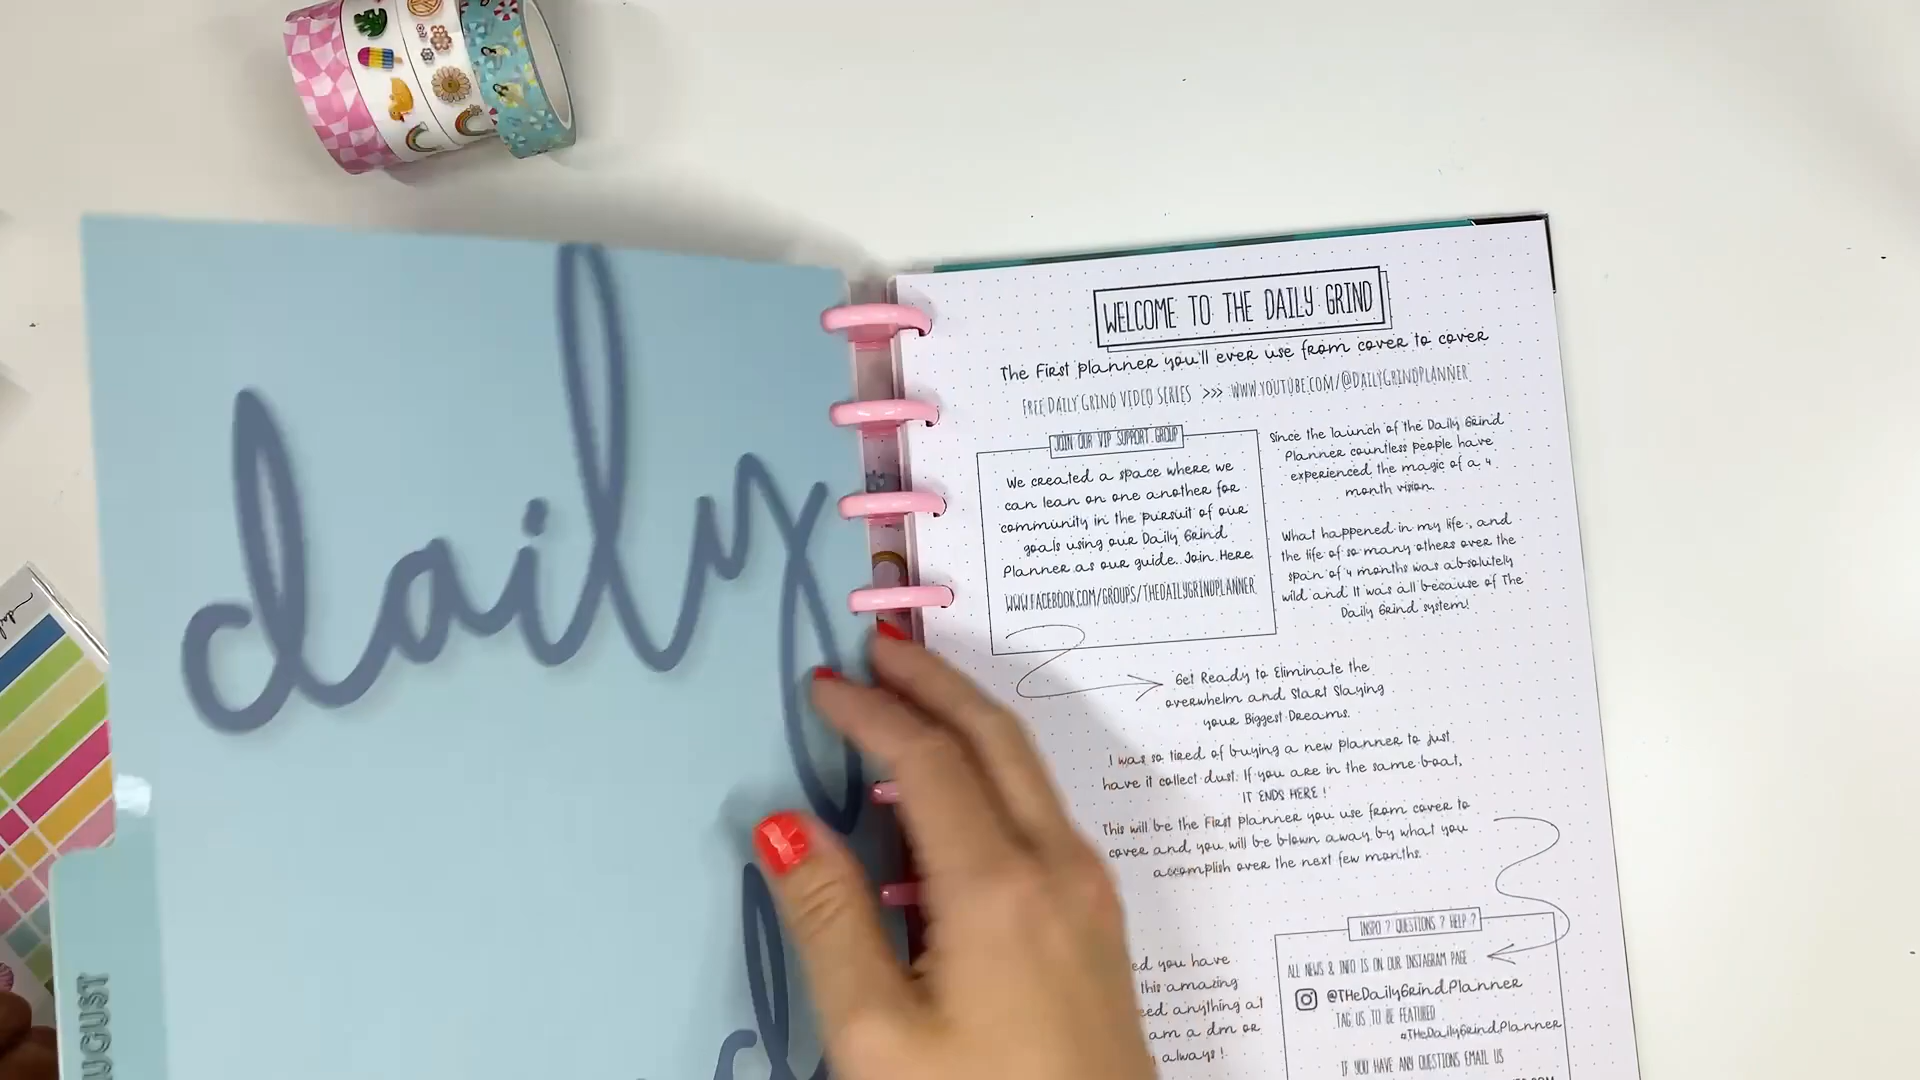 daily
AUGUST
WELCOME TO THE DAILY GRIND
The First planner you'll ever use from cover to cover
FREE DAILY GRIND VIDEO SERIES >>> WWW.YOUTUBE.COM/@DAILYGRINDPLANNER
JOIN OUR VIP SUPPORT GROUP
We created a space where we
can lean on one another for
community in the pursuit of our
goals using our Daily Grind
Planner as our guide. Join Here
WWW.FACEBOOK.COM/GROUPS/THEDAILYGRINDPLANNER
Since the launch of the Daily Grind
Planner countless people have
experienced the magic of a 4
month vision.
What happened in my life, and
the life of so many others over the
span of 4 months was absolutely
wild and it was all because of the
Daily Grind system!
Get Ready to Eliminate the
overwhelm and Start Slaying
your Biggest Dreams.
I was so tired of buying a new planner to just
have it collect dust. If you are in the same boat,
IT ENDS HERE!
This will be the First planner you use from cover to
cover and, you will be blown away by what you
accomplish over the next few months.
you have
this amazing
anything at
am a dm or
always!
INSPO? QUESTIONS? HELP?
ALL NEWS & INFO IS ON OUR INSTAGRAM PAGE
@THeDailyGrindPlanner
TAG US TO BE FEATURED
@THeDailyGrindPlanner
IF YOU HAVE ANY QUESTIONS EMAIL US